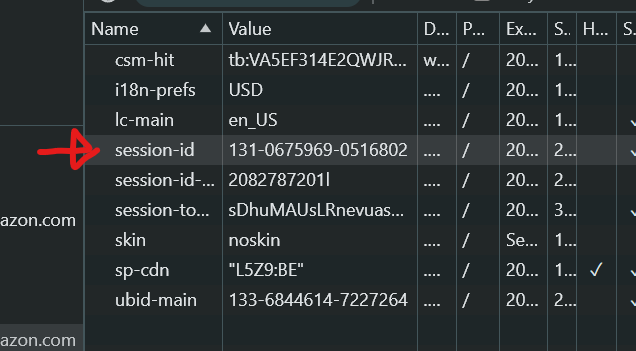 Name Value D... P... Ex... S.. H... S.
csm-hit tb:VA5EF314E2QWJR... w... / 20... 1...
i18n-prefs USD .... / 20... 1...
lc-main en_US .... / 20... 1...
session-id 131-0675969-0516802 .... / 20... 2...
session-id-... 2082787201l .... / 20... 2...
session-to... sDhuMAUsLRnevuas... .... / 20... 3...
azon.com
skin noskin .... / Se... 1...
sp-cdn "L5Z9:BE" .... / 20... 1... ✓
ubid-main 133-6844614-7227264 .... / 20... 2...
azon.com